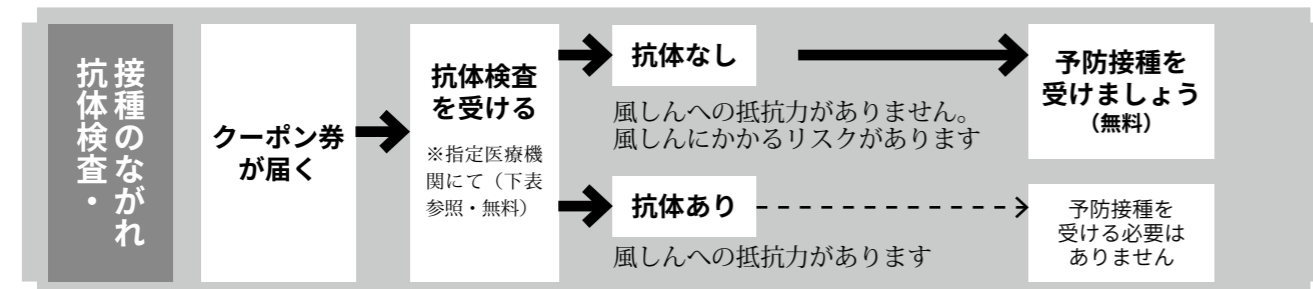 抗体検査・
接種のながれ
クーポン券
が届く
抗体検査
を受ける
※指定医療機
関にて（下表
参照・無料）
抗体なし
風しんへの抵抗力がありません。
風しんにかかるリスクがあります
予防接種を
受けましょう
（無料）
抗体あり
風しんへの抵抗力があります
予防接種を
受ける必要は
ありません